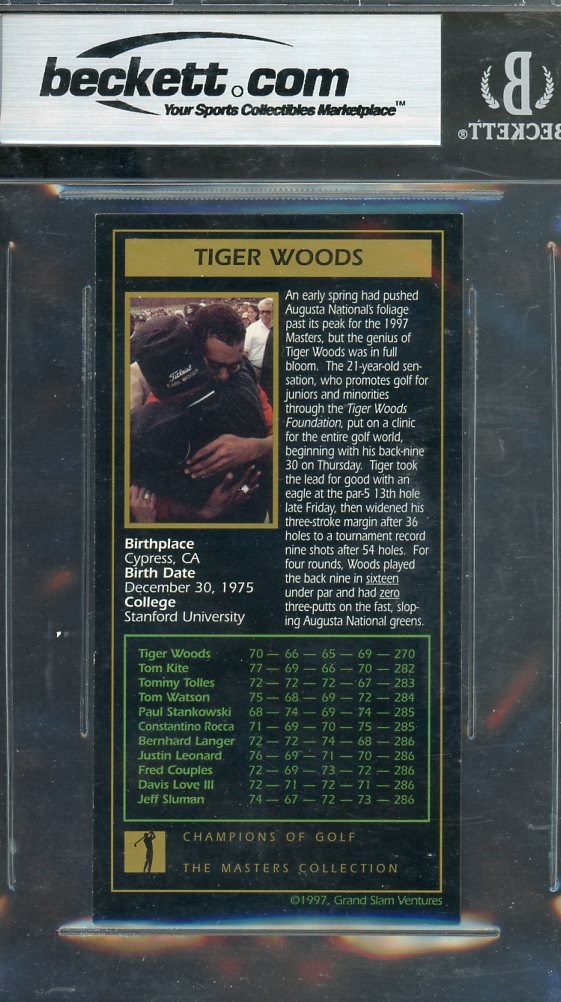 beckett.com
Your Sports Collectibles Marketplace™
BECKETT®
TIGER WOODS
An early spring had pushed
Augusta National's foliage
past its peak for the 1997
Masters, but the genius of
Tiger Woods was in full
bloom. The 21-year-old sen-
sation, who promotes golf for
juniors and minorities
through the Tiger Woods
Foundation, put on a clinic
for the entire golf world,
beginning with his back-nine
30 on Thursday. Tiger took
the lead for good with an
eagle at the par-5 13th hole
late Friday, then widened his
three-stroke margin after 36
holes to a tournament record
nine shots after 54 holes. For
four rounds, Woods played
the back nine in sixteen
under par and had zero
three-putts on the fast, slop-
ing Augusta National greens.
Titleist
Birthplace
Cypress, CA
Birth Date
December 30, 1975
College
Stanford University
Tiger Woods 70 — 66 — 65 — 69 — 270
Tom Kite 77 — 69 — 66 — 70 — 282
Tommy Tolles 72 — 72 — 72 — 67 — 283
Tom Watson 75 — 68 — 69 — 72 — 284
Paul Stankowski 68 — 74 — 69 — 74 — 285
Constantino Rocca 71 — 69 — 70 — 75 — 285
Bernhard Langer 72 — 72 — 74 — 68 — 286
Justin Leonard 76 — 69 — 71 — 70 — 286
Fred Couples 72 — 69 — 73 — 72 — 286
Davis Love III 72 — 71 — 72 — 71 — 286
Jeff Sluman 74 — 67 — 72 — 73 — 286
CHAMPIONS OF GOLF
THE MASTERS COLLECTION
©1997, Grand Slam Ventures